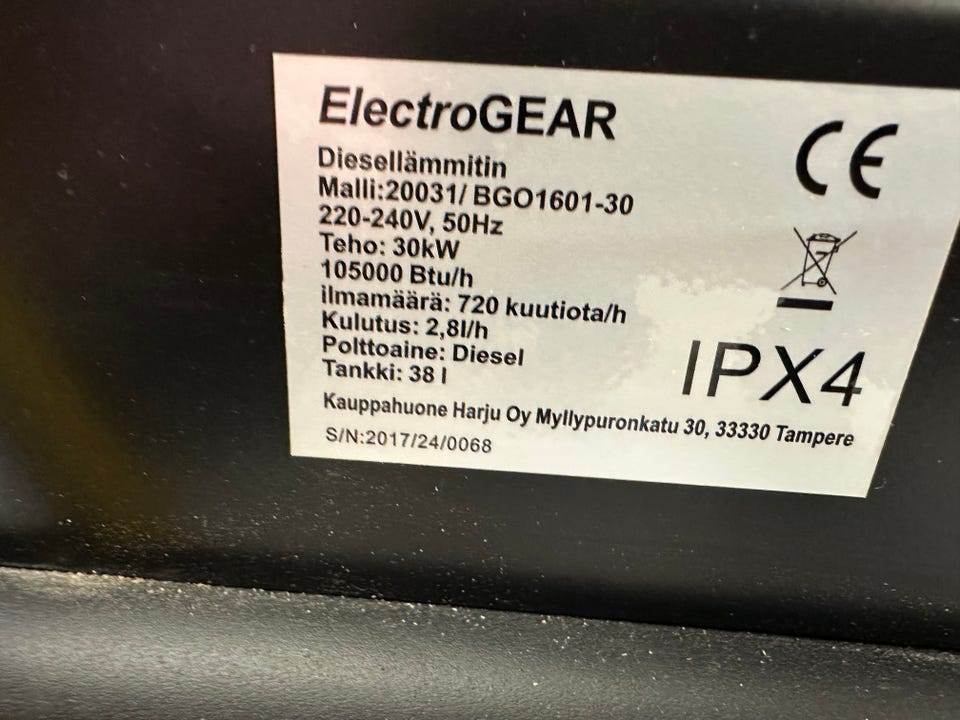 ElectroGEAR
Diesellämmitin
Malli:20031/ BGO1601-30
220-240V, 50Hz
Teho: 30kW
105000 Btu/h
ilmamäärä: 720 kuutiota/h
Kulutus: 2,8l/h
Polttoaine: Diesel
Tankki: 38 l
CE
IPX4
Kauppahuone Harju Oy Myllypuronkatu 30, 33330 Tampere
S/N:2017/24/0068